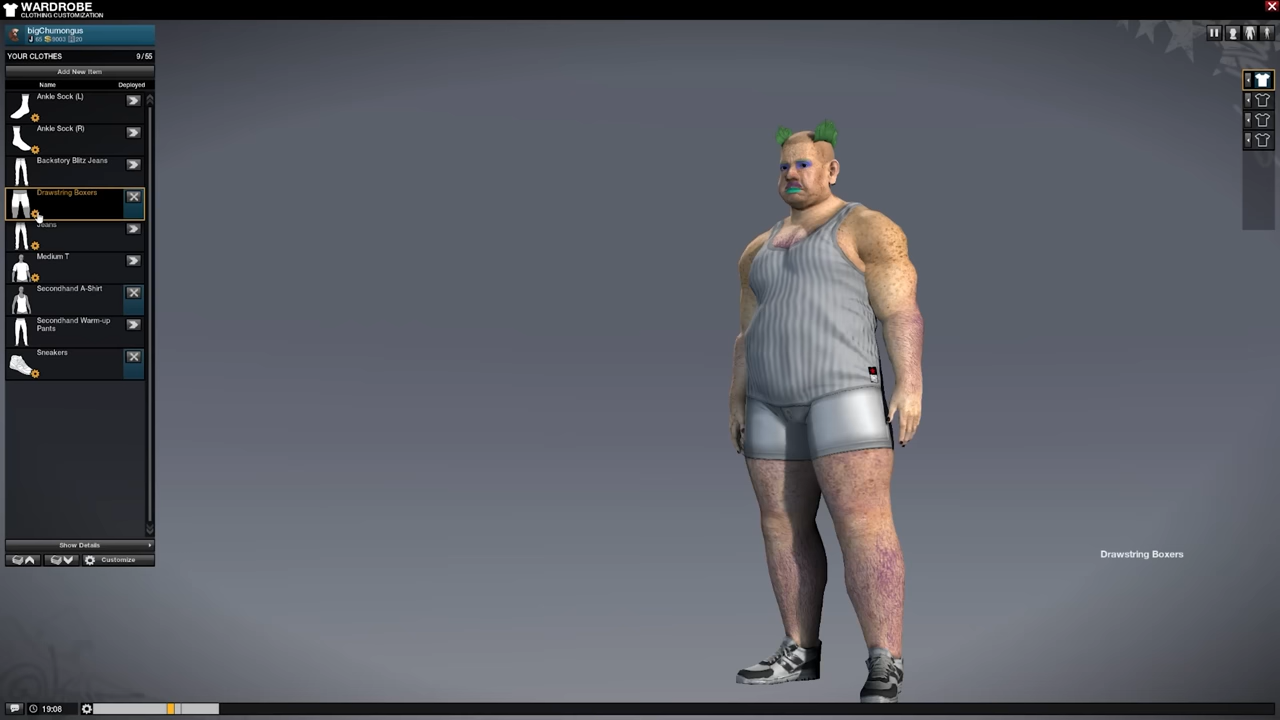 WARDROBE
CLOTHING CUSTOMIZATION
bigChumongus
YOUR CLOTHES 9/55
Add New Item
Name Deployed
Ankle Sock (L)
Ankle Sock (R)
Backstory Blitz Jeans
Drawstring Boxers
Jeans
Medium T
Secondhand A-Shirt
Secondhand Warm-up
Pants
Sneakers
Show Details
Customize
Drawstring Boxers
19:08